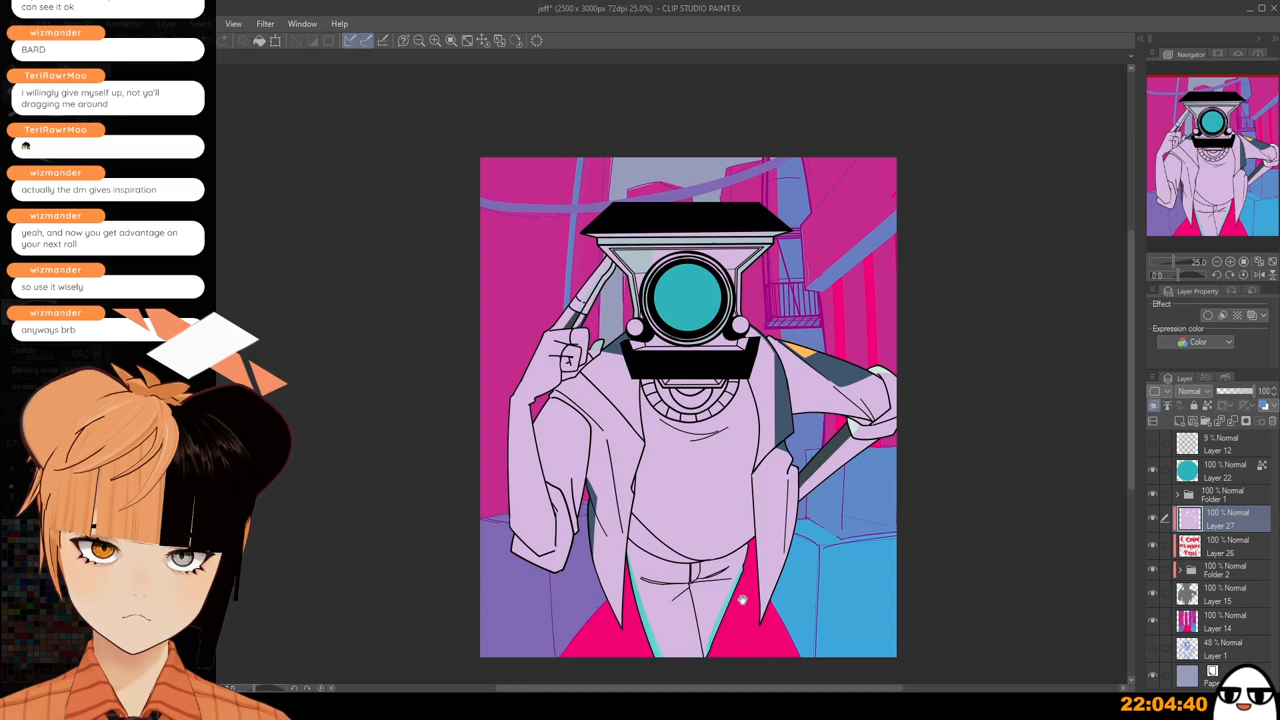 can see it ok
wizmander
BARD
TeriRawrMoo
i willingly give myself up, not ya'll
dragging me around
TeriRawrMoo
wizmander
actually the dm gives inspiration
wizmander
yeah, and now you get advantage on
your next roll
wizmander
so use it wisely
wizmander
anyways brb
jeff* (2500 x 3000px 72dpi 25.0%) - CLIP STUDIO PAINT EX
View Filter Window Help
Navigator
25.0
0.0
Layer Property
Effect
Expression color
Color
Layer
Normal 100
9 % Normal
Layer 12
100 % Normal
Layer 22
100 % Normal
Folder 1
100 % Normal
Layer 27
100 % Normal
Layer 26
100 % Normal
Folder 2
100 % Normal
Layer 15
100 % Normal
Layer 14
48 % Normal
Layer 1
22:04:40